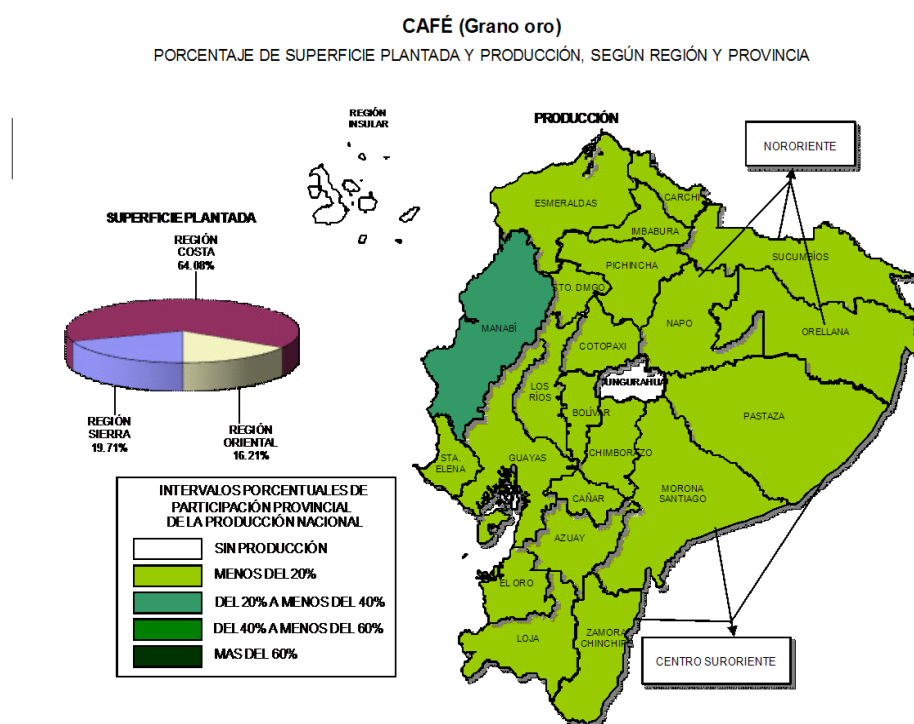 CAFÉ (Grano oro)
PORCENTAJE DE SUPERFICIE PLANTADA Y PRODUCCIÓN, SEGÚN REGIÓN Y PROVINCIA
REGIÓN
INSULAR
PRODUCCIÓN
NORORIENTE
SUPERFICIE PLANTADA
REGIÓN
COSTA
64.08%
REGIÓN
SIERRA
19.71%
REGIÓN
ORIENTAL
16.21%
ESMERALDAS
CARCHI
IMBABURA
SUCUMBÍOS
PICHINCHA
STO. DMGO
NAPO
ORELLANA
MANABÍ
COTOPAXI
TUNGURAHUA
LOS
RÍOS
BOLÍVAR
PASTAZA
STA.
ELENA
GUAYAS
CHIMBORAZO
MORONA
SANTIAGO
CAÑAR
AZUAY
EL ORO
LOJA
ZAMORA
CHINCHIPE
CENTRO SURORIENTE
INTERVALOS PORCENTUALES DE
PARTICIPACIÓN PROVINCIAL
DE LA PRODUCCIÓN NACIONAL
SIN PRODUCCIÓN
MENOS DEL 20%
DEL 20% A MENOS DEL 40%
DEL 40% A MENOS DEL 60%
MAS DEL 60%